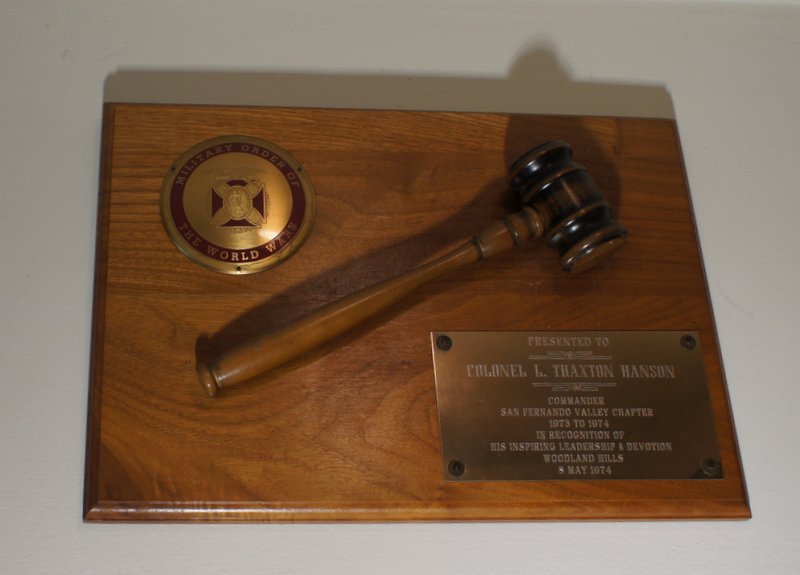 MILITARY ORDER OF
THE WORLD WARS
PRESENTED TO
COLONEL L. THAXTON HANSON
COMMANDER
SAN FERNANDO VALLEY CHAPTER
1973 TO 1974
IN RECOGNITION OF
HIS INSPIRING LEADERSHIP & DEVOTION
WOODLAND HILLS
8 MAY 1974